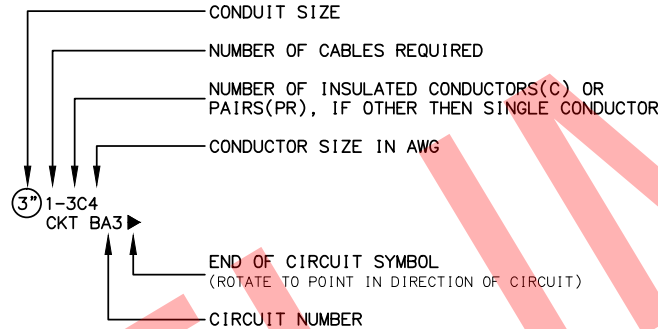 CONDUIT SIZE
NUMBER OF CABLES REQUIRED
NUMBER OF INSULATED CONDUCTORS(C) OR
PAIRS(PR), IF OTHER THEN SINGLE CONDUCTOR
CONDUCTOR SIZE IN AWG
3" 1-3C4
CKT BA3
END OF CIRCUIT SYMBOL
(ROTATE TO POINT IN DIRECTION OF CIRCUIT)
CIRCUIT NUMBER